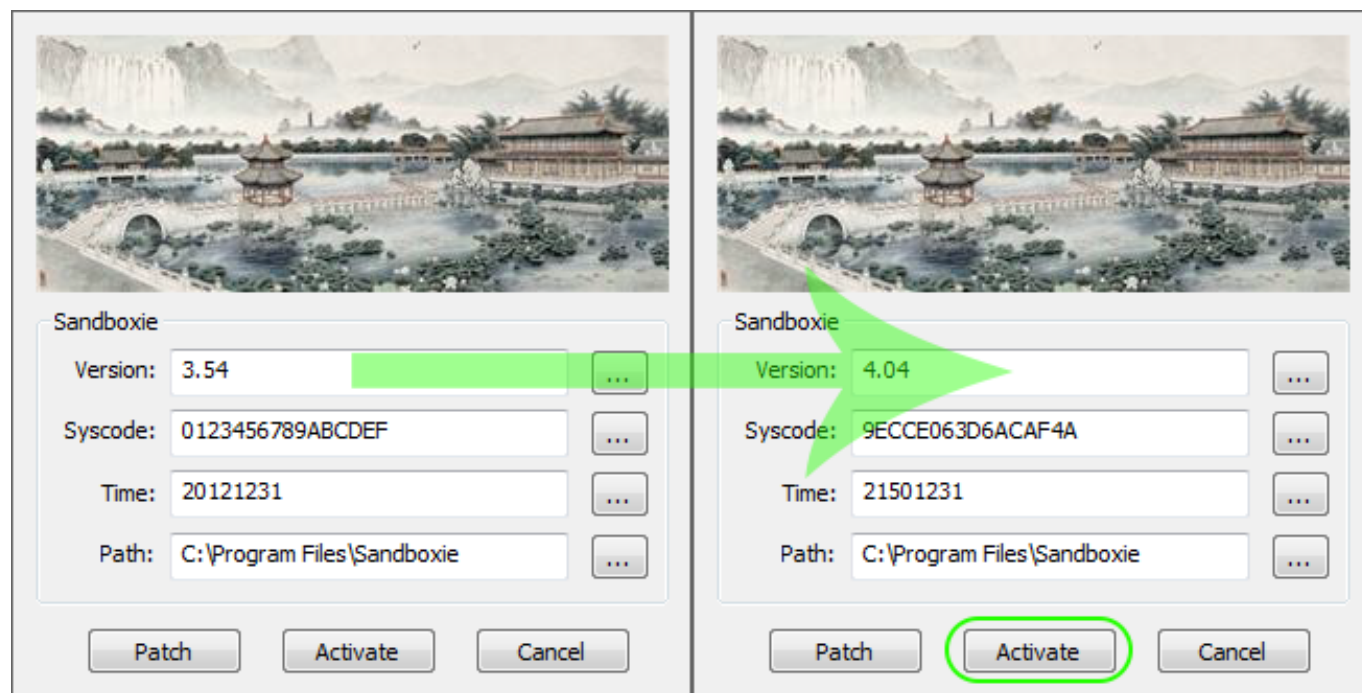 Sandboxie
Version: 3.54 ...
Syscode: 0123456789ABCDEF ...
Time: 20121231 ...
Path: C:\Program Files\Sandboxie ...
Patch Activate Cancel
Sandboxie
Version: 4.04 ...
Syscode: 9ECCE063D6ACAF4A ...
Time: 21501231 ...
Path: C:\Program Files\Sandboxie ...
Patch Activate Cancel